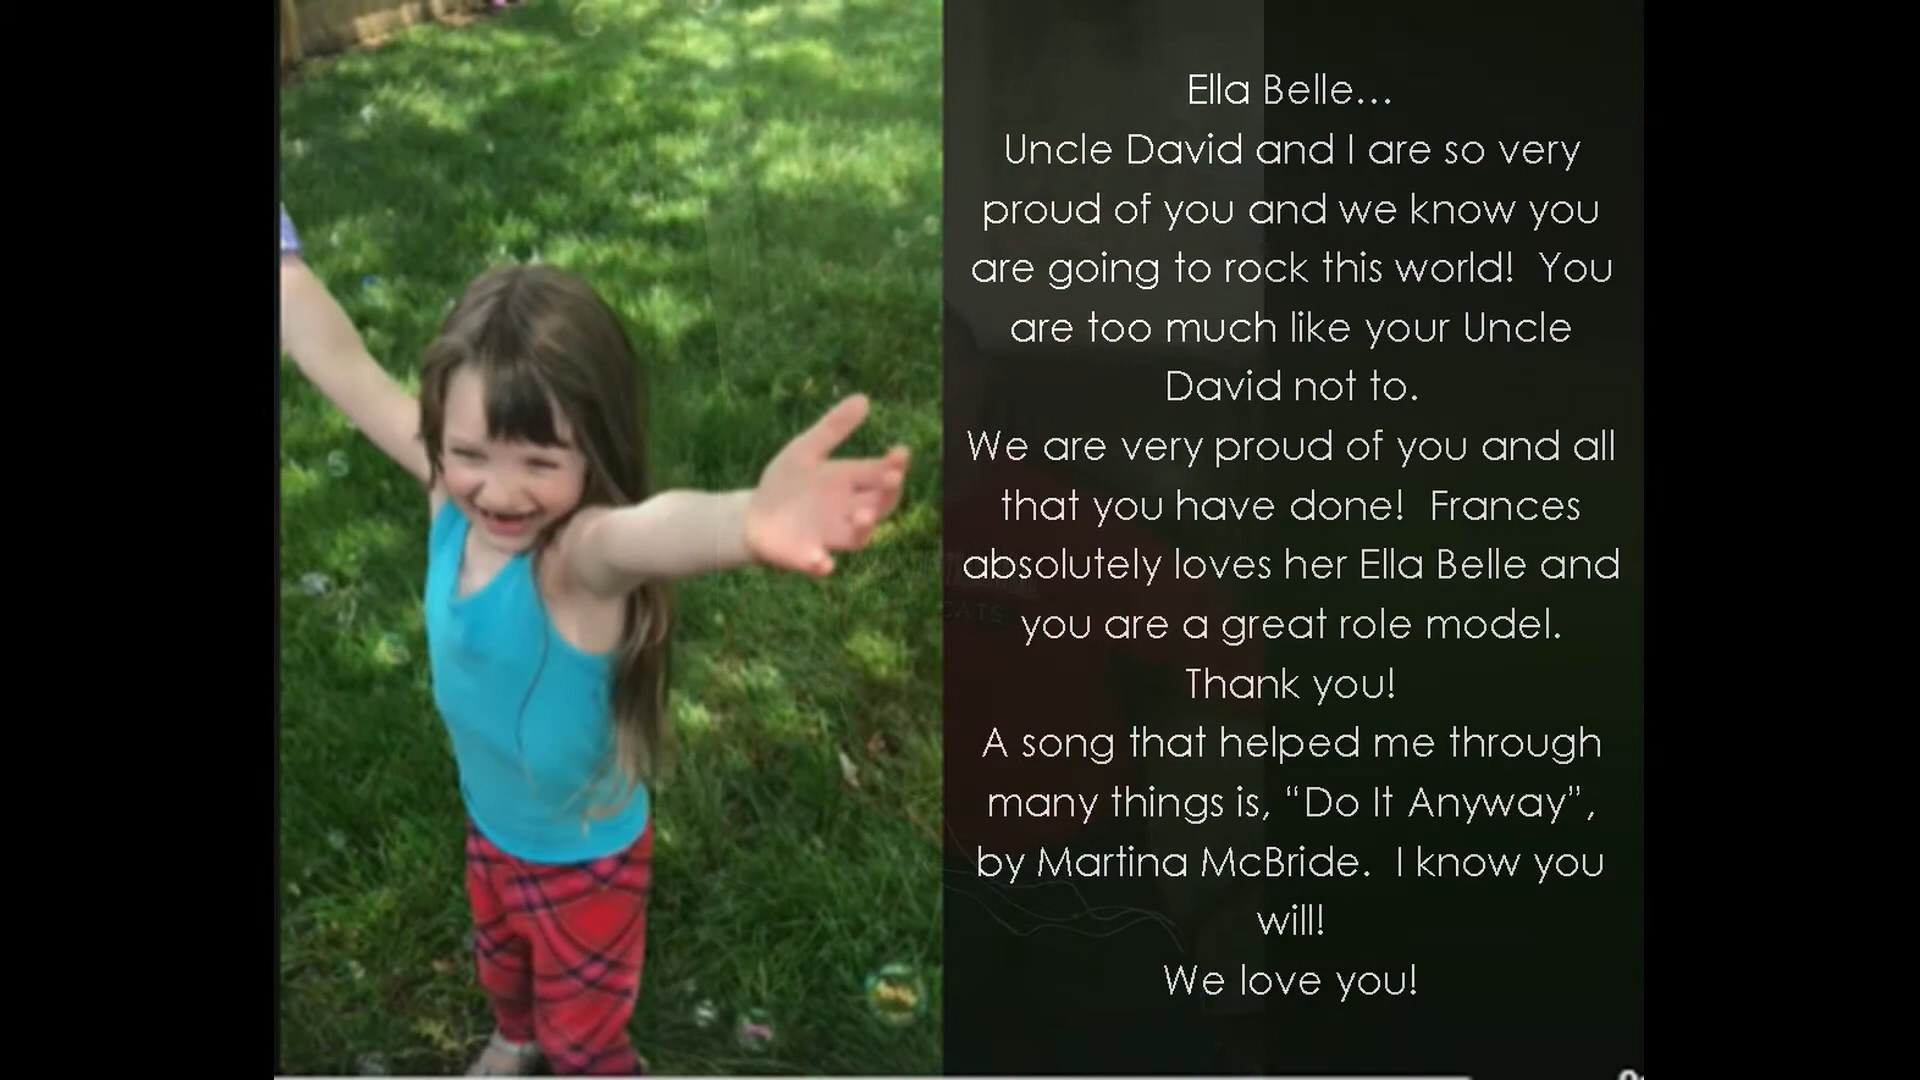 Ella Belle...
Uncle David and I are so very
proud of you and we know you
are going to rock this world!  You
are too much like your Uncle
David not to.
We are very proud of you and all
that you have done!  Frances
absolutely loves her Ella Belle and
you are a great role model.
Thank you!
A song that helped me through
many things is, “Do It Anyway”,
by Martina McBride.  I know you
will!
We love you!
CATS